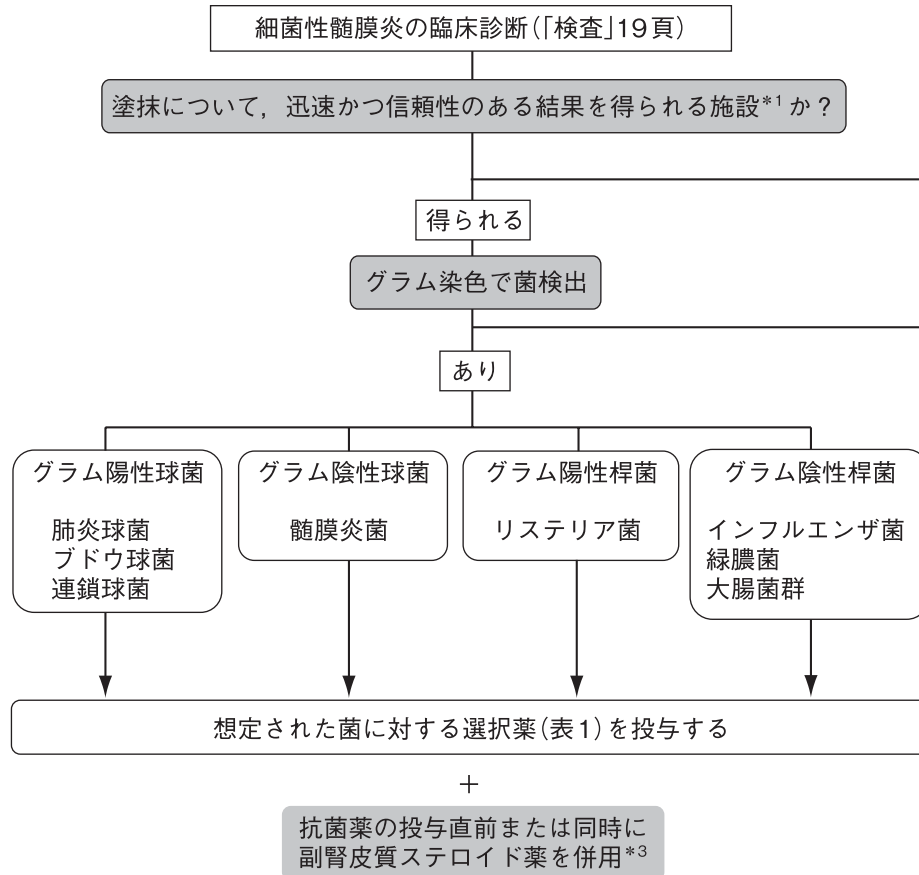 細菌性髄膜炎の臨床診断(「検査」19頁)
塗抹について,迅速かつ信頼性のある結果を得られる施設*1か?
得られる
グラム染色で菌検出
あり
グラム陽性球菌
肺炎球菌
ブドウ球菌
連鎖球菌
グラム陰性球菌
髄膜炎菌
グラム陽性桿菌
リステリア菌
グラム陰性桿菌
インフルエンザ菌
緑膿菌
大腸菌群
想定された菌に対する選択薬(表1)を投与する
+
抗菌薬の投与直前または同時に
副腎皮質ステロイド薬を併用*3